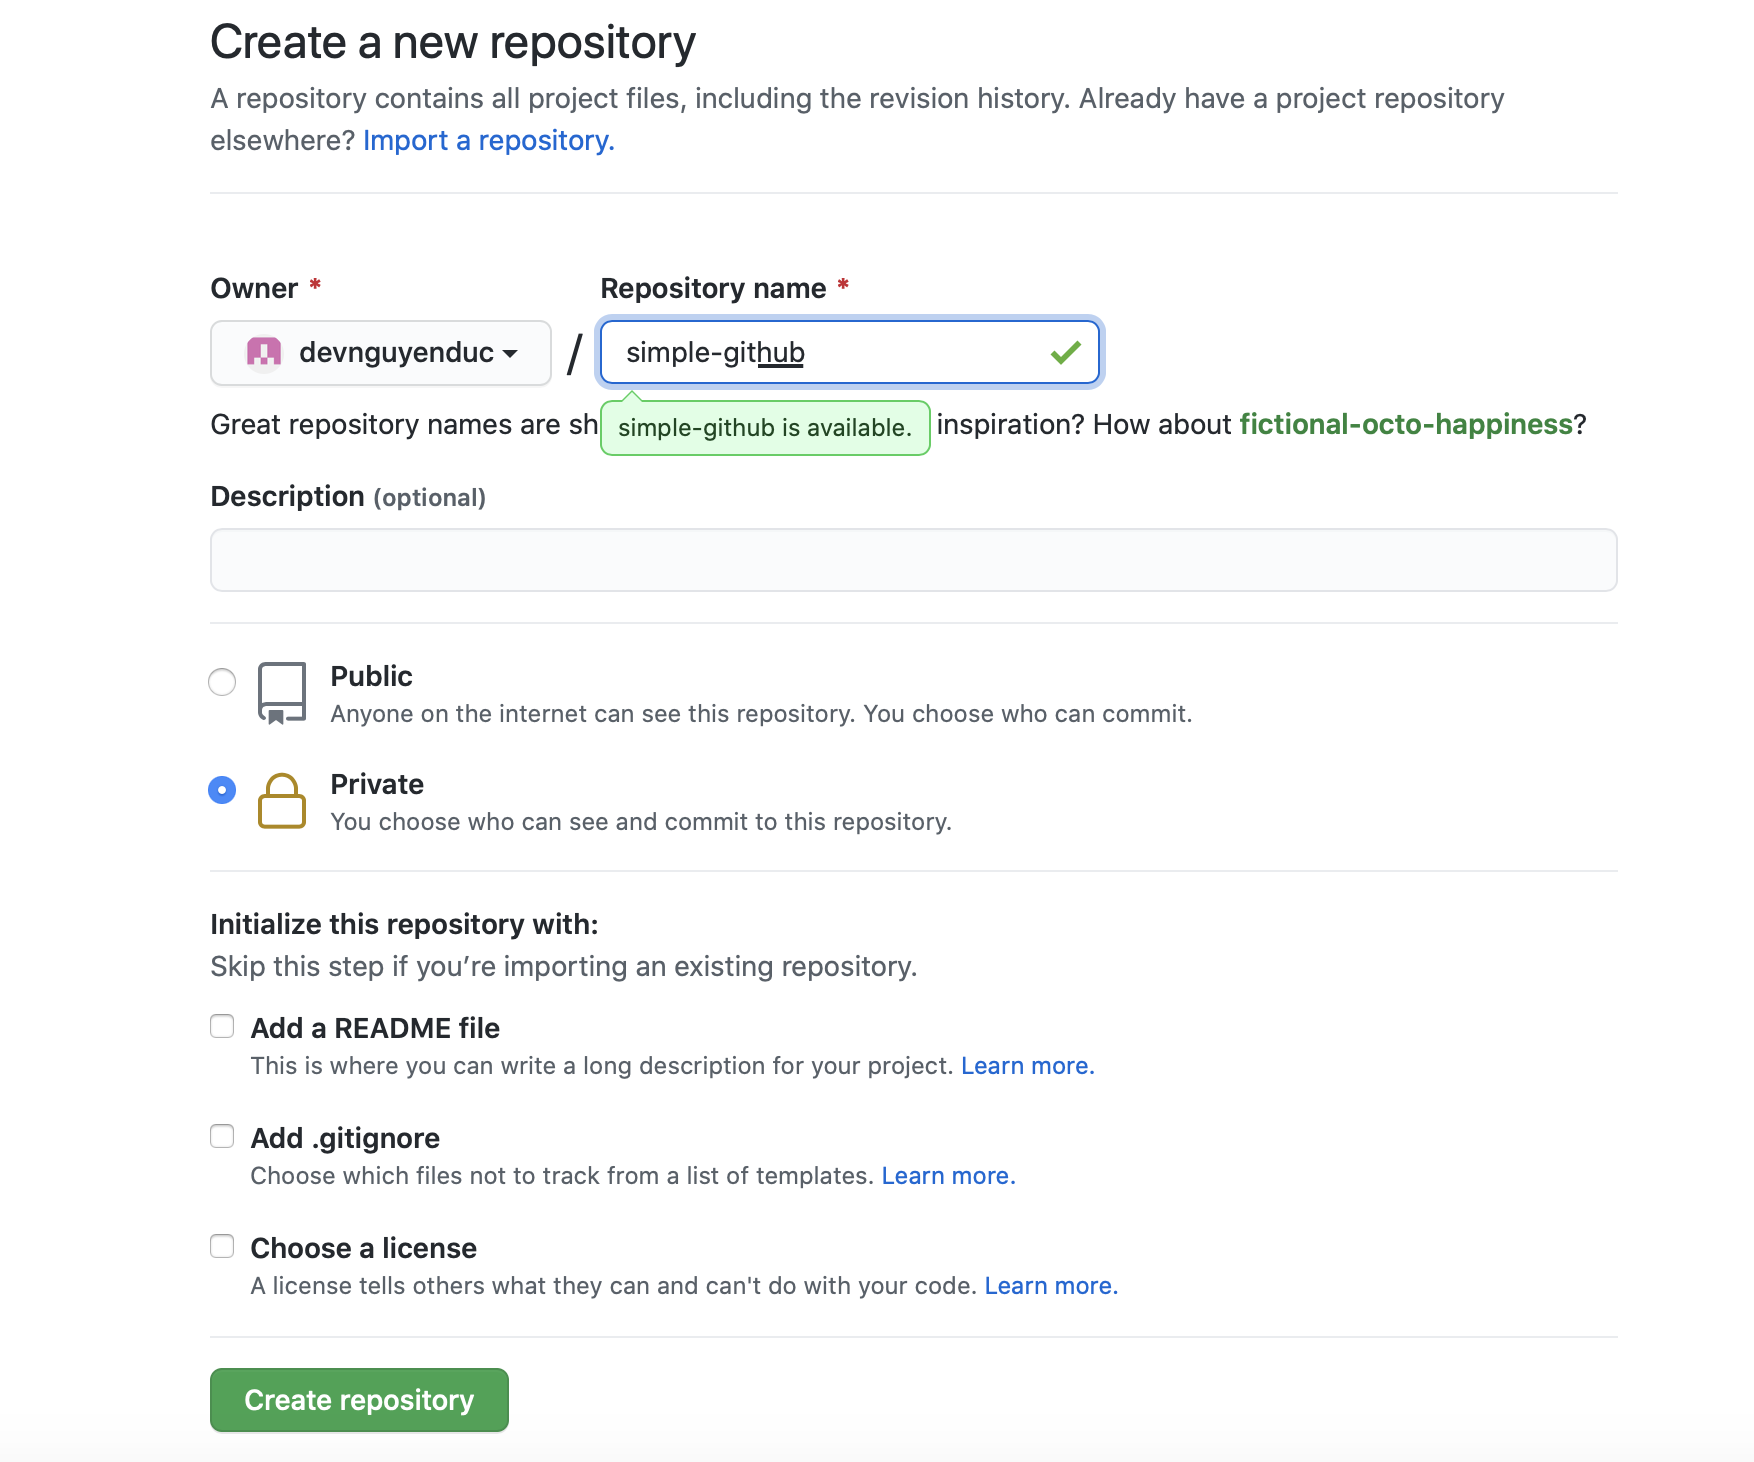 Create a new repository
A repository contains all project files, including the revision history. Already have a project repository
elsewhere? Import a repository.
Owner *
Repository name *
devnguyenduc
/
simple-github
Great repository names are sh
simple-github is available.
inspiration? How about fictional-octo-happiness?
Description (optional)
Public
Anyone on the internet can see this repository. You choose who can commit.
Private
You choose who can see and commit to this repository.
Initialize this repository with:
Skip this step if you’re importing an existing repository.
Add a README file
This is where you can write a long description for your project. Learn more.
Add .gitignore
Choose which files not to track from a list of templates. Learn more.
Choose a license
A license tells others what they can and can't do with your code. Learn more.
Create repository